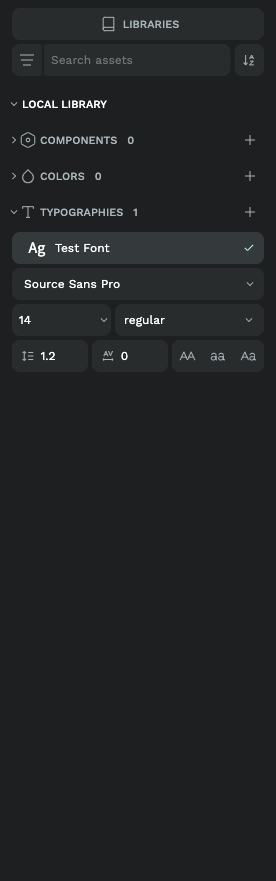 LIBRARIES
Search assets
LOCAL LIBRARY
COMPONENTS 0
COLORS 0
TYPOGRAPHIES 1
Ag Test Font
Source Sans Pro
14 regular
1.2 AV 0 AA aa Aa